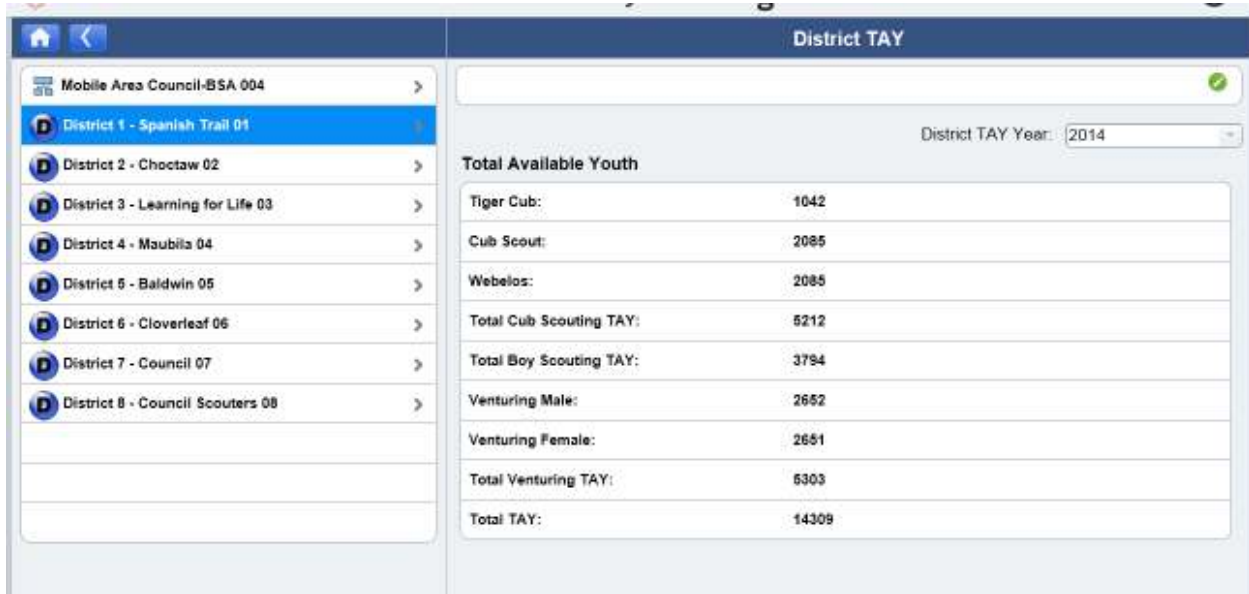 District TAY
Mobile Area Council-BSA 004
District 1 - Spanish Trail 01
District 2 - Choctaw 02
District 3 - Learning for Life 03
District 4 - Maubila 04
District 5 - Baldwin 05
District 6 - Cloverleaf 06
District 7 - Council 07
District 8 - Council Scouters 08
District TAY Year: 2014
Total Available Youth
Tiger Cub: 1042
Cub Scout: 2085
Webelos: 2085
Total Cub Scouting TAY: 5212
Total Boy Scouting TAY: 3794
Venturing Male: 2652
Venturing Female: 2651
Total Venturing TAY: 5303
Total TAY: 14309